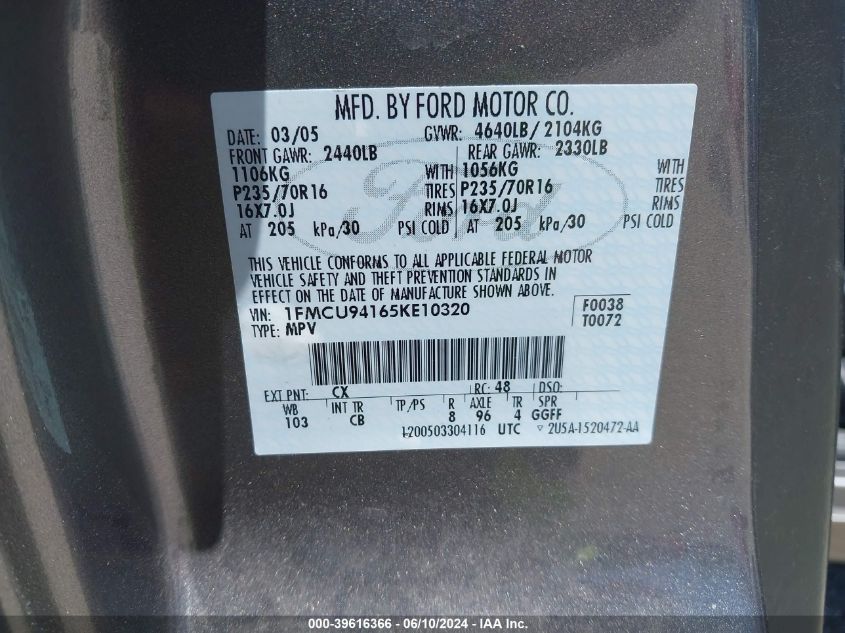 MFD. BY FORD MOTOR CO.
DATE: 03/05 GVWR: 4640LB/ 2104KG
FRONT GAWR: 2440LB REAR GAWR: 2330LB
1106KG WITH 1056KG WITH
P235/70R16 TIRES P235/70R16 TIRES
16X7.0J RIMS 16X7.0J RIMS
AT 205 kPa/30 PSI COLD AT 205 kPa/30 PSI COLD
Ford
THIS VEHICLE CONFORMS TO ALL APPLICABLE FEDERAL MOTOR
VEHICLE SAFETY AND THEFT PREVENTION STANDARDS IN
EFFECT ON THE DATE OF MANUFACTURE SHOWN ABOVE.
VIN: 1FMCU94165KE10320 F0038
TYPE: MPV T0072
EXT PNT: CX RC: 48 DSO:
WB INT TR TP/PS R AXLE TR SPR
103 CB 8 96 4 GGFF
I-200503304116 UTC ▽ 2U5A-1520472-AA
000-39616366 - 06/10/2024 - IAA Inc.